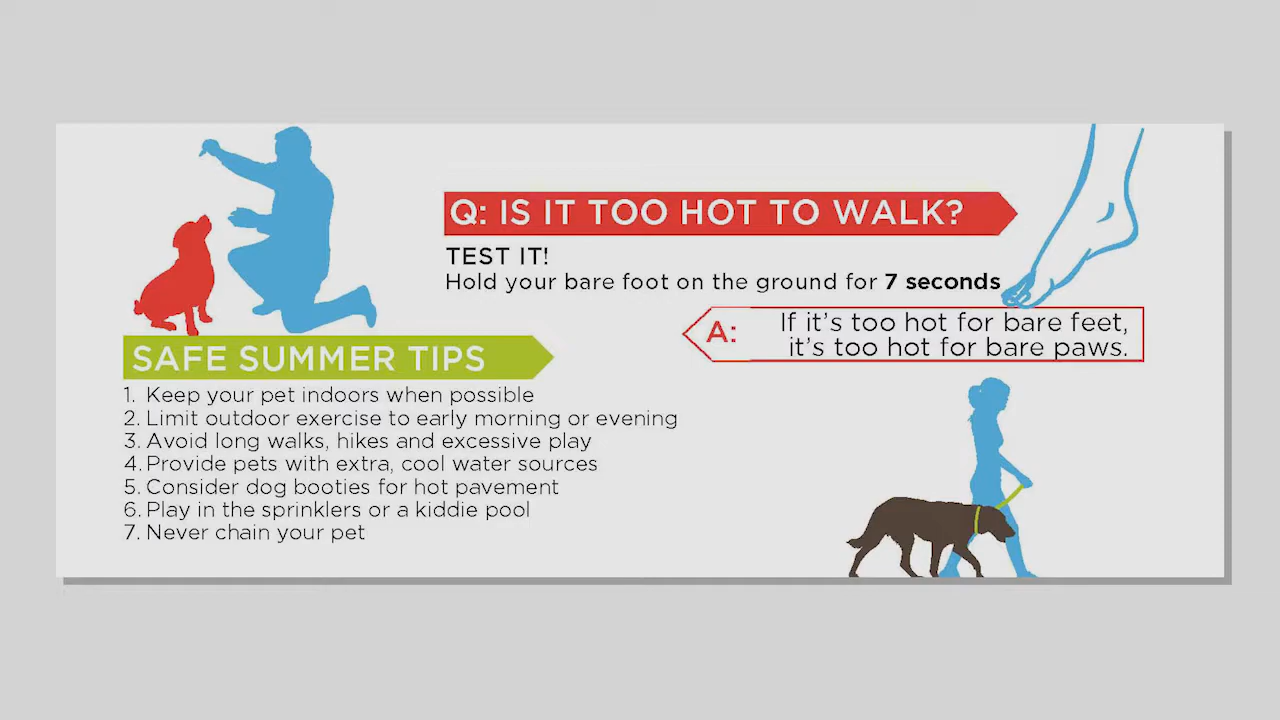 Q: IS IT TOO HOT TO WALK?
TEST IT!
Hold your bare foot on the ground for 7 seconds
A: If it's too hot for bare feet,
it's too hot for bare paws.
SAFE SUMMER TIPS
1. Keep your pet indoors when possible
2. Limit outdoor exercise to early morning or evening
3. Avoid long walks, hikes and excessive play
4. Provide pets with extra, cool water sources
5. Consider dog booties for hot pavement
6. Play in the sprinklers or a kiddie pool
7. Never chain your pet